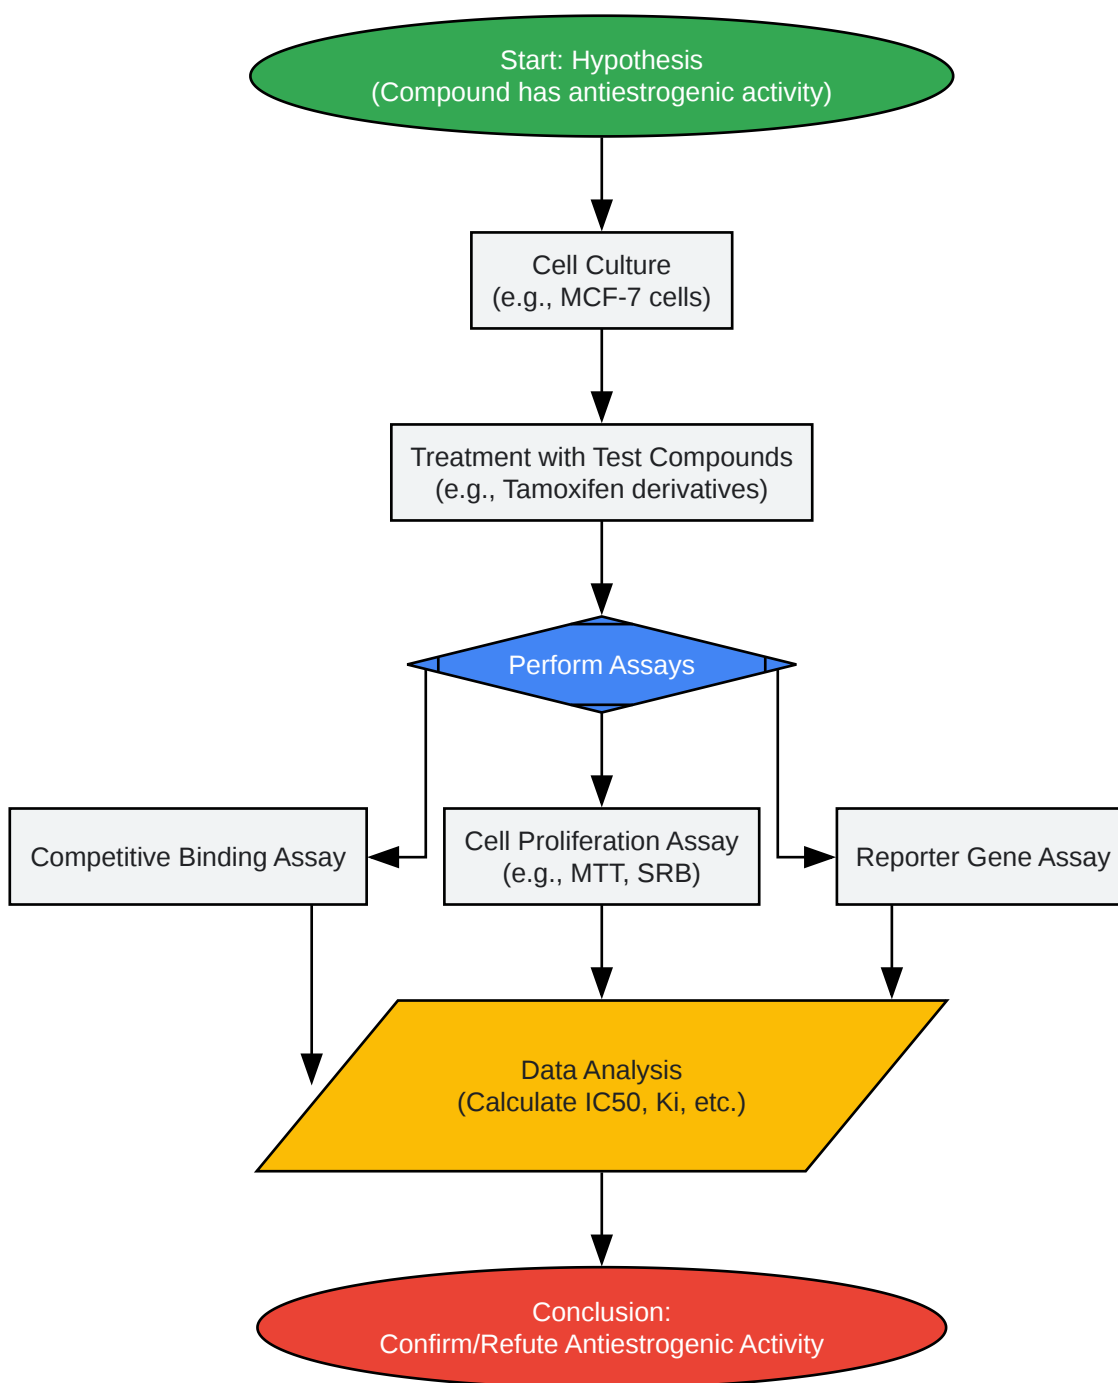 Start: Hypothesis
(Compound has antiestrogenic activity)
Cell Culture
(e.g., MCF-7 cells)
Treatment with Test Compounds
(e.g., Tamoxifen derivatives)
Perform Assays
Competitive Binding Assay
Cell Proliferation Assay
(e.g., MTT, SRB)
Reporter Gene Assay
Data Analysis
(Calculate IC50, Ki, etc.)
Conclusion:
Confirm/Refute Antiestrogenic Activity